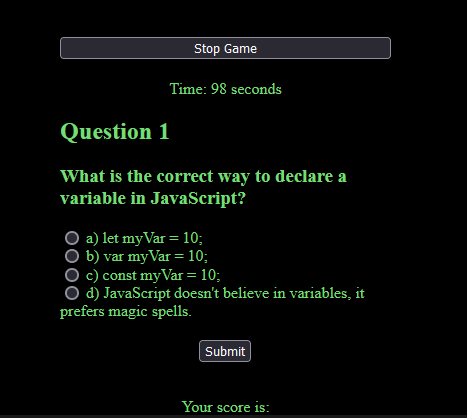 Stop Game
Time: 98 seconds
Question 1
What is the correct way to declare a
variable in JavaScript?
a) let myVar = 10;
b) var myVar = 10;
c) const myVar = 10;
d) JavaScript doesn't believe in variables, it
prefers magic spells.
Submit
Your score is: